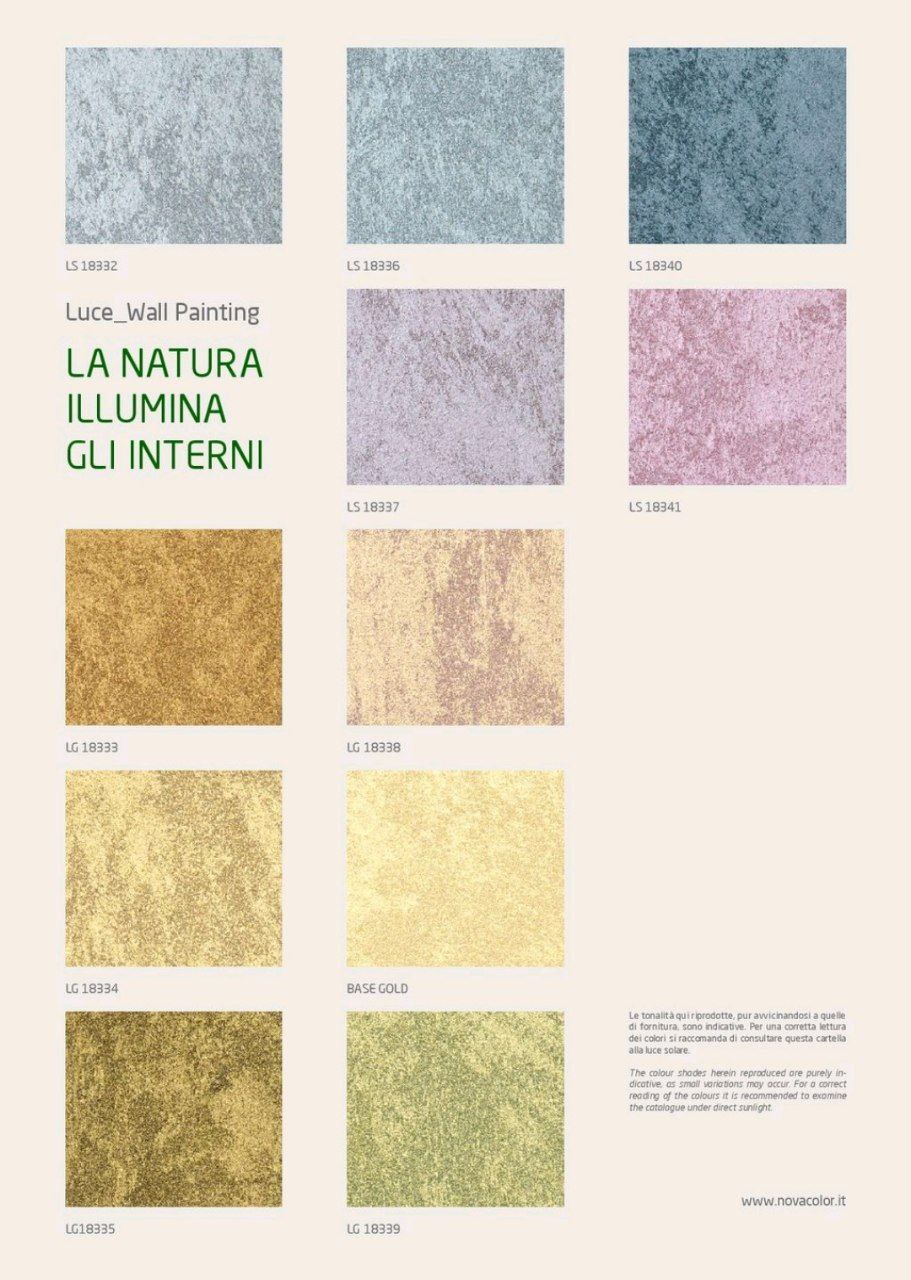 LS 18332
LS 18336
LS 18340
Luce_Wall Painting
LA NATURA
ILLUMINA
GLI INTERNI
LS 18337
LS 18341
LG 18333
LG 18338
LG 18334
BASE GOLD
Le tonalità qui riprodotte, pur avvicinandosi a quelle
di fornitura, sono indicative. Per una corretta lettura
dei colori si raccomanda di consultare questa cartella
alla luce solare.
The colour shades herein reproduced are purely in-
dicative, as small variations may occur. For a correct
reading of the colours it is recommended to examine
the catalogue under direct sunlight.
www.novacolor.it
LG18335
LG 18339